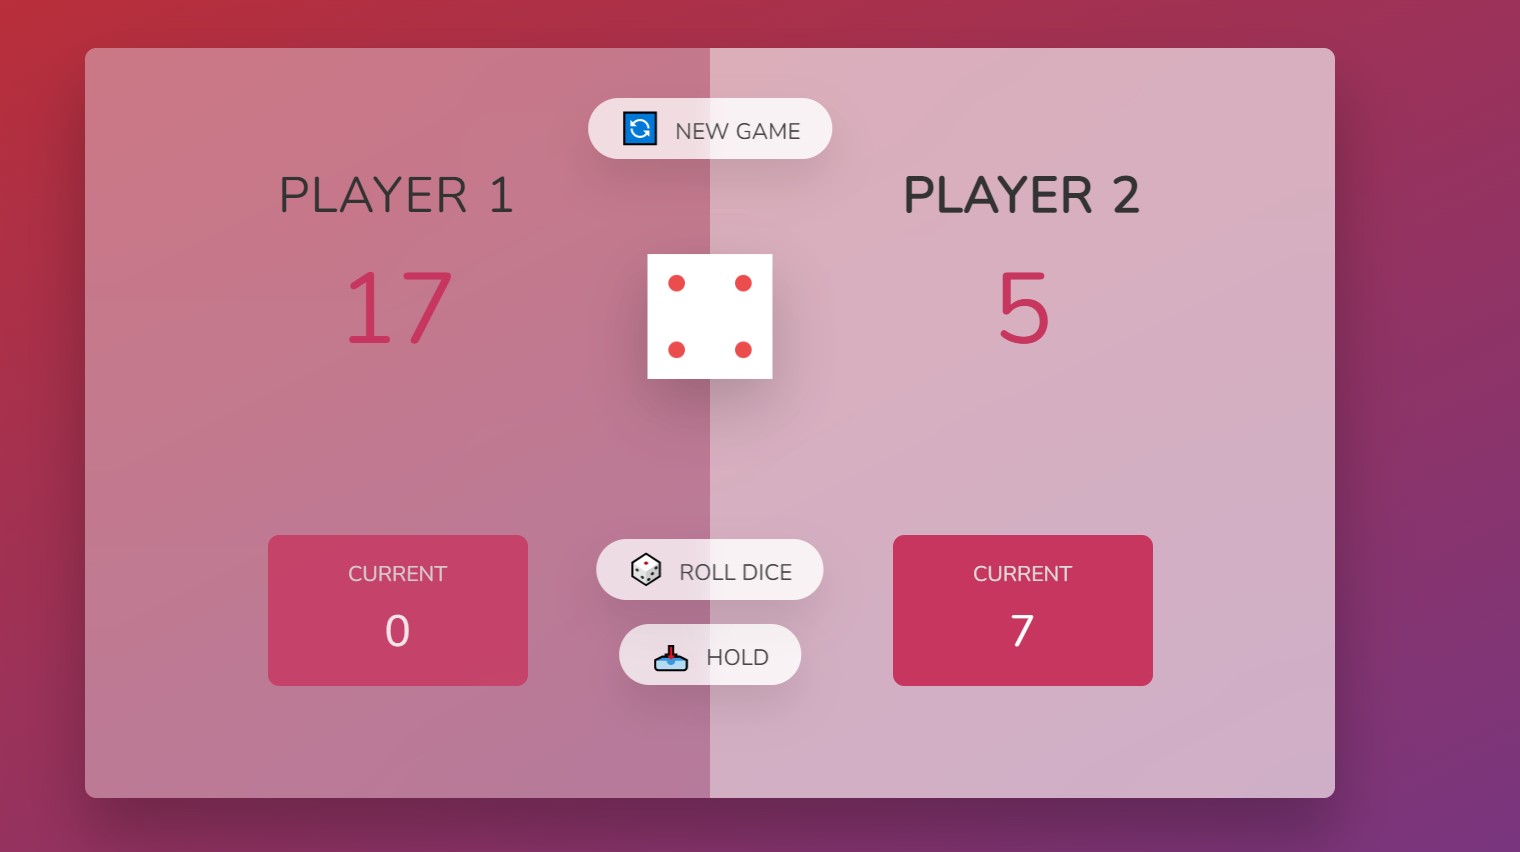 NEW GAME
PLAYER 1
17
PLAYER 2
5
CURRENT
0
ROLL DICE
HOLD
CURRENT
7